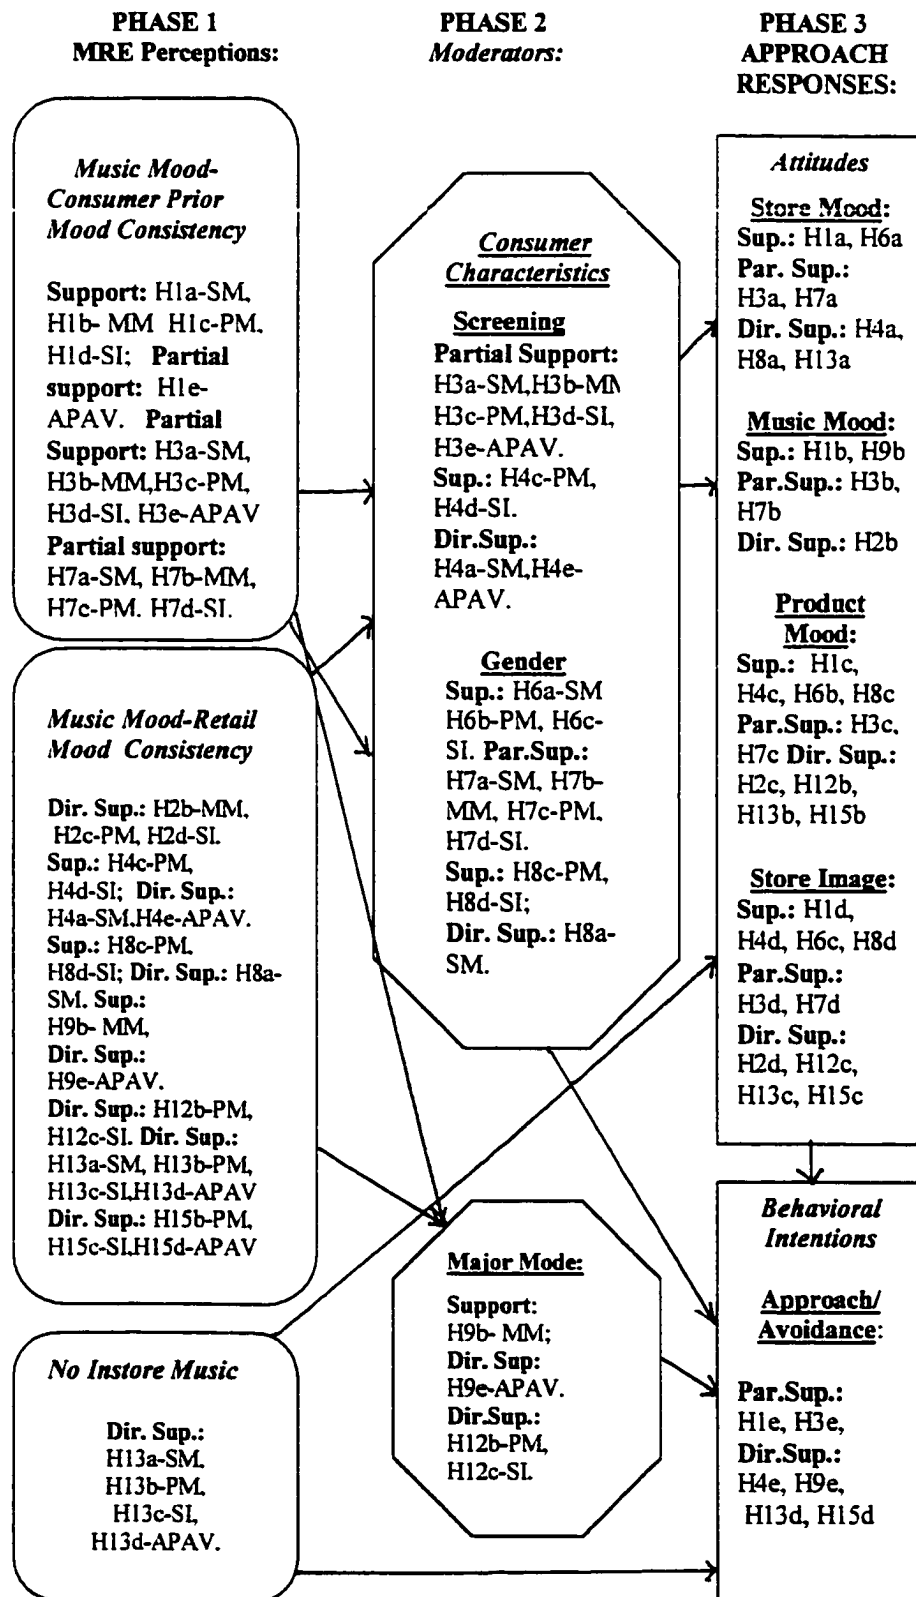 PHASE 1
MRE Perceptions:
PHASE 2
Moderators:
PHASE 3
APPROACH
RESPONSES:
Music Mood-
Consumer Prior
Mood Consistency
Support: H1a-SM,
H1b- MM H1c-PM,
H1d-SI; Partial
support: H1e-
APAV. Partial
Support: H3a-SM,
H3b-MM,H3c-PM,
H3d-SI, H3e-APAV
Partial support:
H7a-SM, H7b-MM,
H7c-PM. H7d-SI.
Music Mood-Retail
Mood Consistency
Dir. Sup.: H2b-MM,
H2c-PM, H2d-SI.
Sup.: H4c-PM,
H4d-SI; Dir. Sup.:
H4a-SM,H4e-APAV.
Sup.: H8c-PM.
H8d-SI; Dir. Sup.: H8a-
SM. Sup.:
H9b- MM,
Dir. Sup.:
H9e-APAV.
Dir. Sup.: H12b-PM,
H12c-SI. Dir. Sup.:
H13a-SM, H13b-PM,
H13c-SI,H13d-APAV
Dir. Sup.: H15b-PM,
H15c-SI,H15d-APAV
No Instore Music
Dir. Sup.:
H13a-SM,
H13b-PM,
H13c-SI,
H13d-APAV.
Consumer
Characteristics
Screening
Partial Support:
H3a-SM,H3b-MM
H3c-PM,H3d-SI,
H3e-APAV.
Sup.: H4c-PM,
H4d-SI.
Dir.Sup.:
H4a-SM,H4e-
APAV.
Gender
Sup.: H6a-SM
H6b-PM, H6c-
SI. Par.Sup.:
H7a-SM, H7b-
MM, H7c-PM,
H7d-SI.
Sup.: H8c-PM,
H8d-SI;
Dir. Sup.: H8a-
SM.
Major Mode:
Support:
H9b- MM;
Dir. Sup:
H9e-APAV.
Dir.Sup.:
H12b-PM,
H12c-SI.
Attitudes
Store Mood:
Sup.: H1a, H6a
Par. Sup.:
H3a, H7a
Dir. Sup.: H4a,
H8a, H13a
Music Mood:
Sup.: H1b, H9b
Par.Sup.: H3b,
H7b
Dir. Sup.: H2b
Product
Mood:
Sup.: H1c,
H4c, H6b, H8c
Par.Sup.: H3c,
H7c Dir. Sup.:
H2c, H12b,
H13b, H15b
Store Image:
Sup.: H1d,
H4d, H6c, H8d
Par.Sup.:
H3d, H7d
Dir. Sup.:
H2d, H12c,
H13c, H15c
Behavioral
Intentions
Approach/
Avoidance:
Par.Sup.:
H1e, H3e,
Dir.Sup.:
H4e, H9e,
H13d, H15d